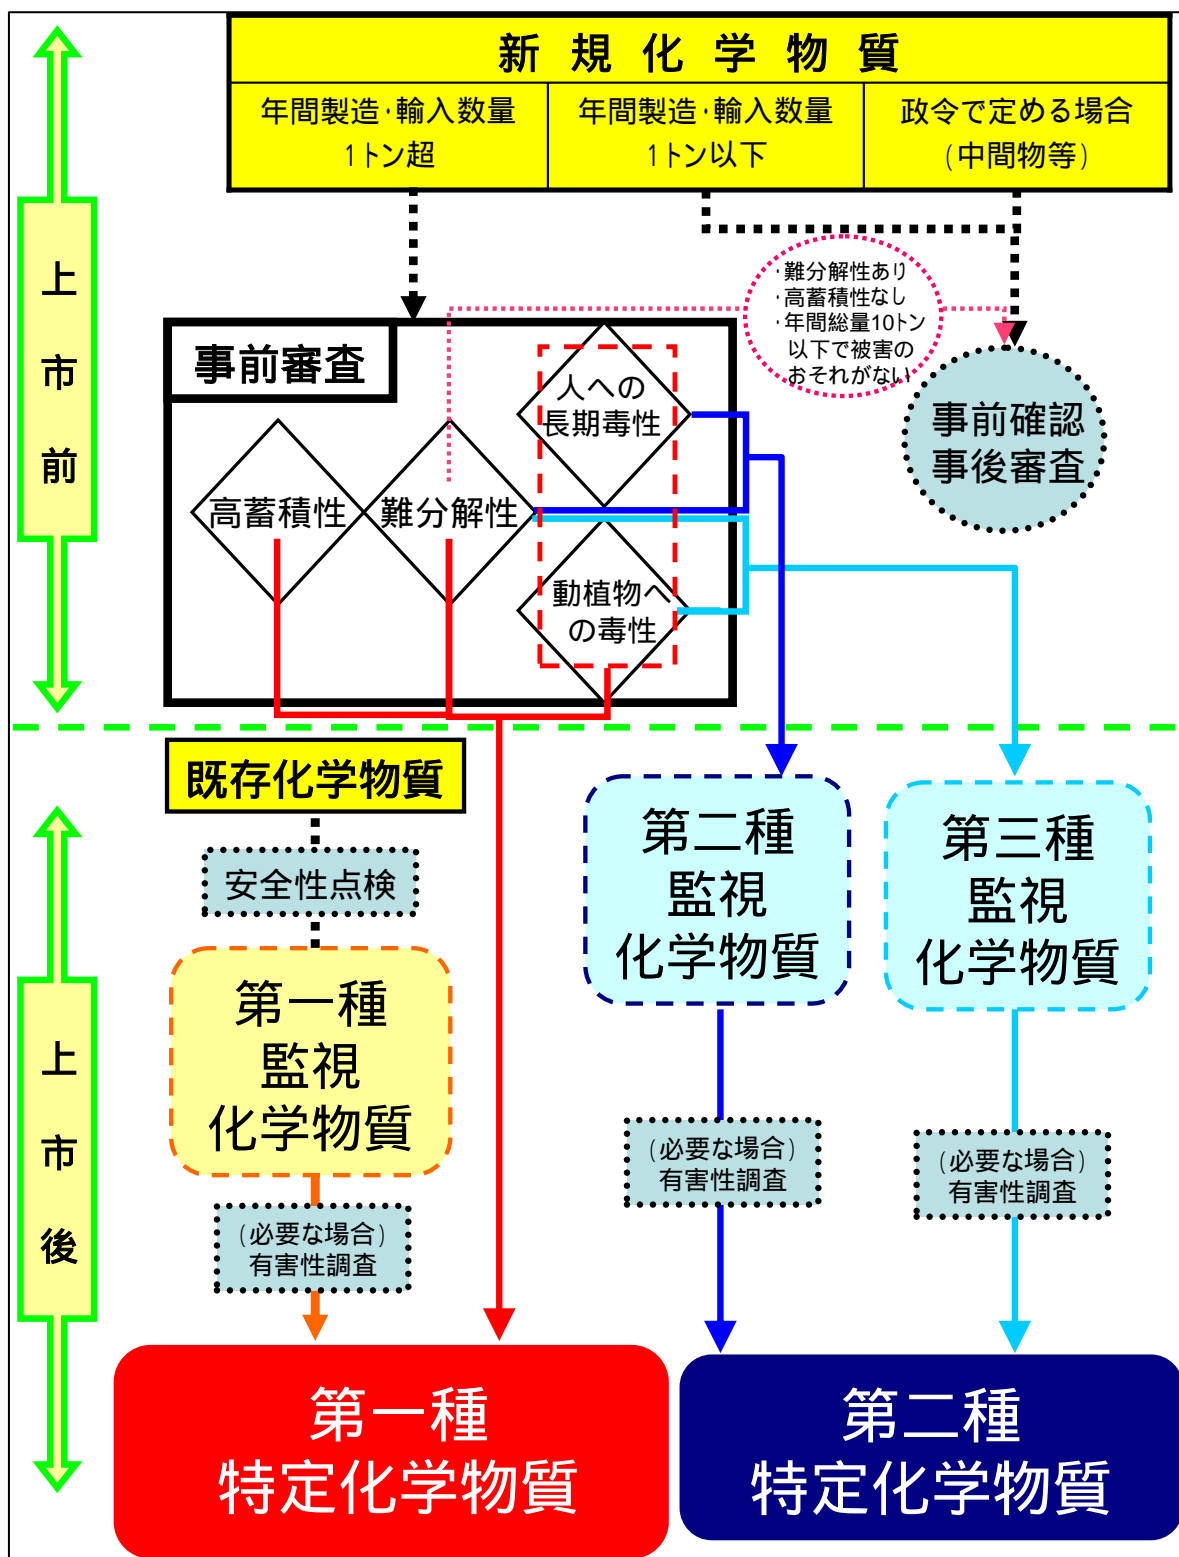 新規化学物質
年間製造・輸入数量
1トン超
年間製造・輸入数量
1トン以下
政令で定める場合
(中間物等)
上
市
前
・難分解性あり
・高蓄積性なし
・年間総量10トン
以下で被害の
おそれがない
事前審査
人への
長期毒性
事前確認
事後審査
高蓄積性
難分解性
動植物へ
の毒性
既存化学物質
安全性点検
第二種
監視
化学物質
第三種
監視
化学物質
第一種
監視
化学物質
上
市
後
(必要な場合)
有害性調査
(必要な場合)
有害性調査
(必要な場合)
有害性調査
第一種
特定化学物質
第二種
特定化学物質